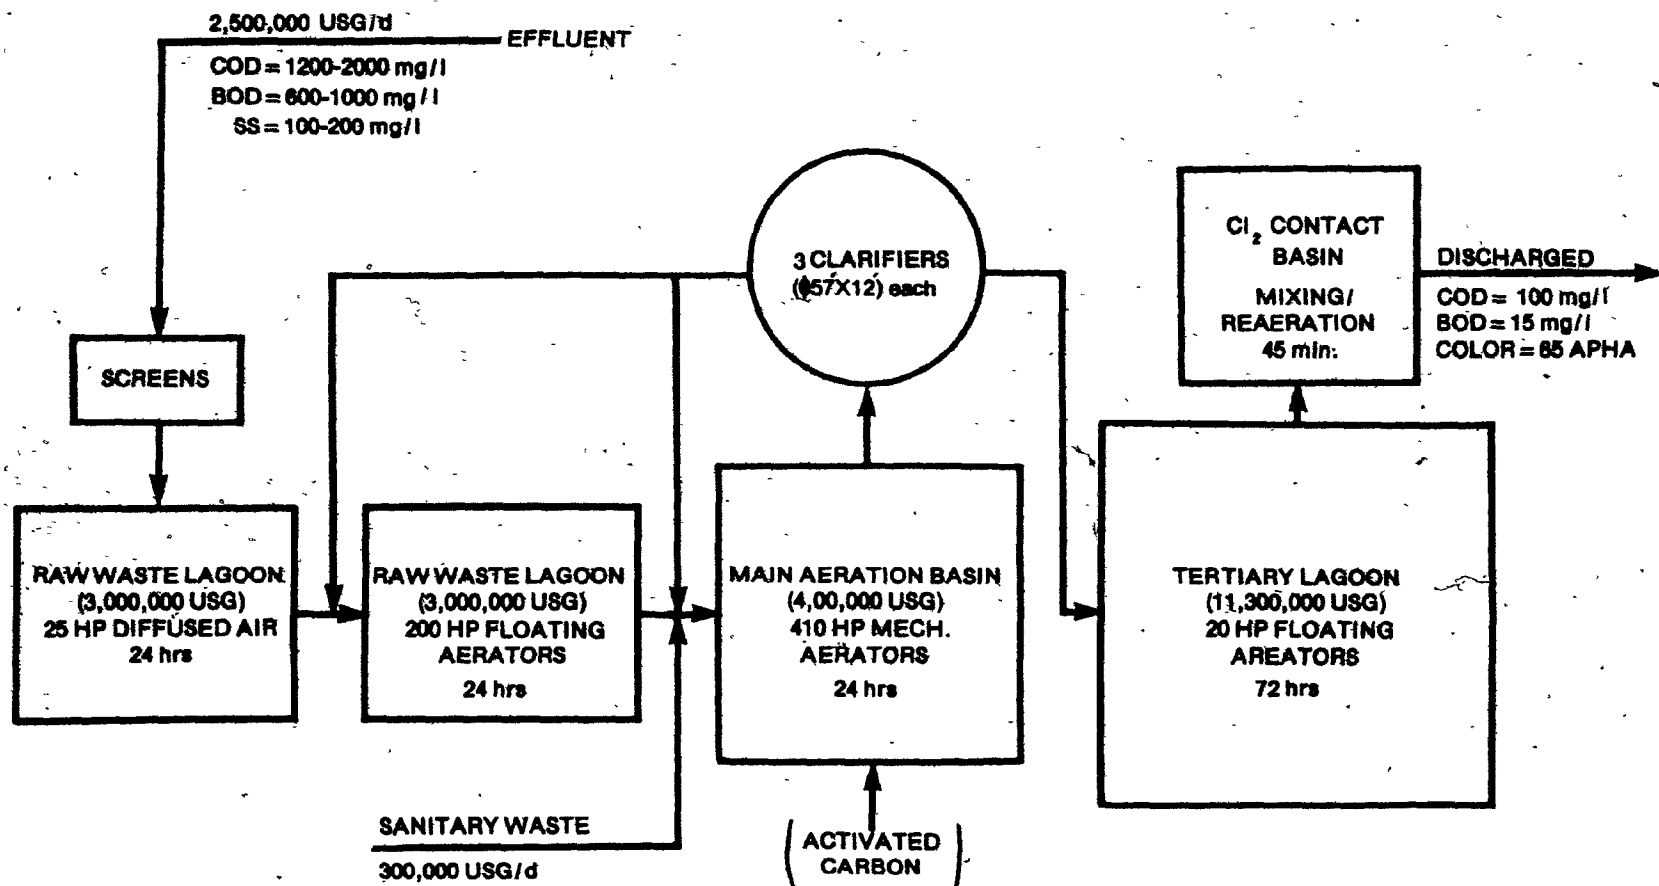 2,500,000 USG/d
EFFLUENT
COD = 1200-2000 mg/l
BOD = 600-1000 mg/l
SS = 100-200 mg/l
SCREENS
RAW WASTE LAGOON
(3,000,000 USG)
25 HP DIFFUSED AIR
24 hrs
RAW WASTE LAGOON
(3,000,000 USG)
200 HP FLOATING
AERATORS
24 hrs
SANITARY WASTE
300,000 USG/d
3 CLARIFIERS
(ϕ57X12) each
MAIN AERATION BASIN
(4,00,000 USG)
410 HP MECH.
AERATORS
24 hrs
(ACTIVATED
CARBON)
TERTIARY LAGOON
(11,300,000 USG)
20 HP FLOATING
AREATORS
72 hrs
Cl₂ CONTACT
BASIN
MIXING/
REAERATION
45 min.
DISCHARGED
COD = 100 mg/l
BOD = 15 mg/l
COLOR = 65 APHA